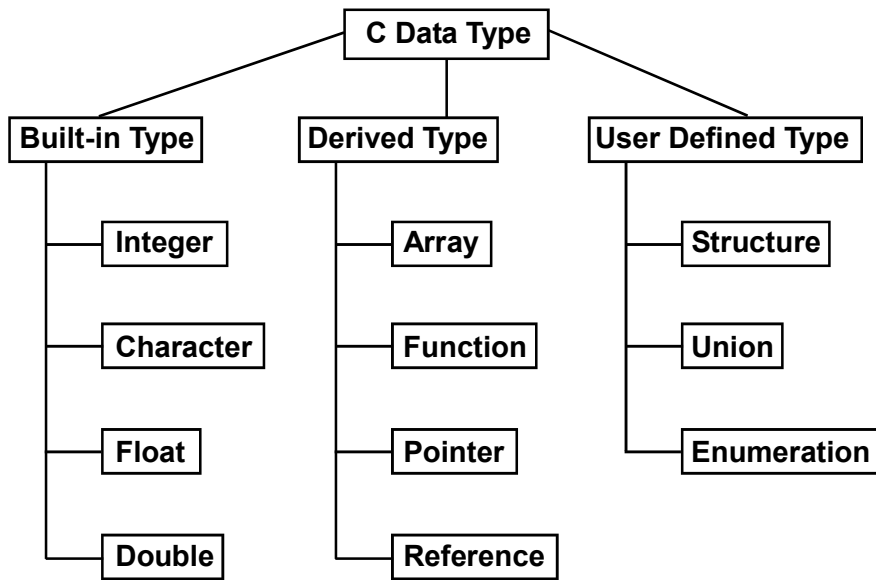 C Data Type
Built-in Type
Derived Type
User Defined Type
Integer
Array
Structure
Character
Function
Union
Float
Pointer
Enumeration
Double
Reference